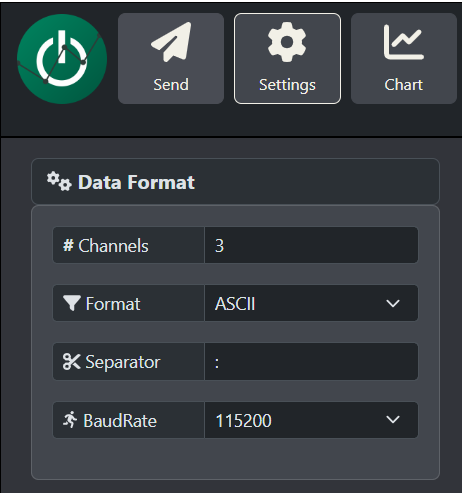 Send
Settings
Chart
Data Format
# Channels
3
Format
ASCII
Separator
:
BaudRate
115200